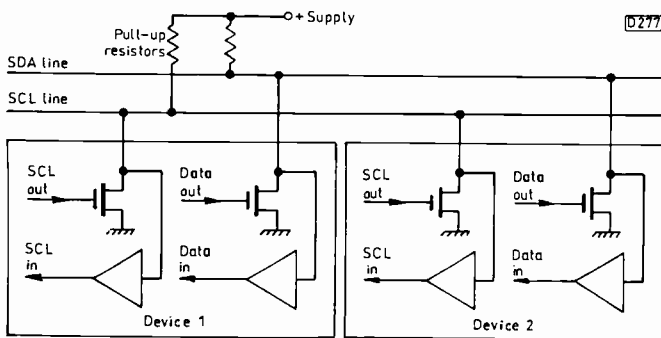 + Supply
D277
Pull-up
resistors
SDA line
SCL line
SCL
out
Data
out
SCL
out
Data
out
SCL
in
Data
in
SCL
in
Data
in
Device 1
Device 2